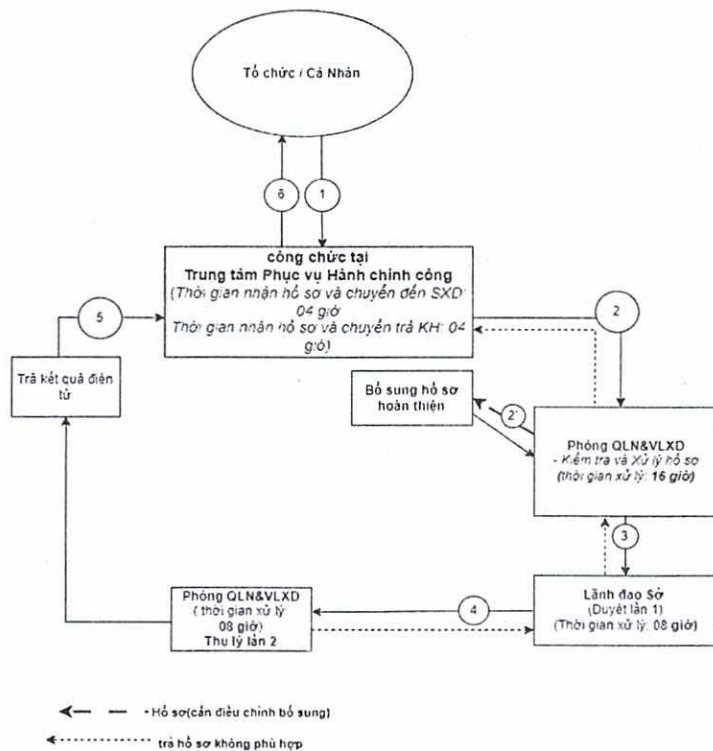 Tổ chức / Cá Nhân
6
1
công chức tại
Trung tâm Phục vụ Hành chính công
(Thời gian nhận hồ sơ và chuyển đến SXD:
04 giờ
Thời gian nhận hồ sơ và chuyển trả KH: 04
giờ)
5
2
Trả kết quả điện
tử
Bổ sung hồ sơ
hoàn thiện
2'
Phòng QLN&VLXD
- Kiểm tra và Xử lý hồ sơ
(thời gian xử lý: 16 giờ)
3
Lãnh đạo Sở
(Duyệt lần 1)
(Thời gian xử lý: 08 giờ)
4
Phòng QLN&VLXD
( thời gian xử lý
08 giờ)
Thụ lý lần 2
- Hồ sơ(cần điều chỉnh bổ sung)
trả hồ sơ không phù hợp